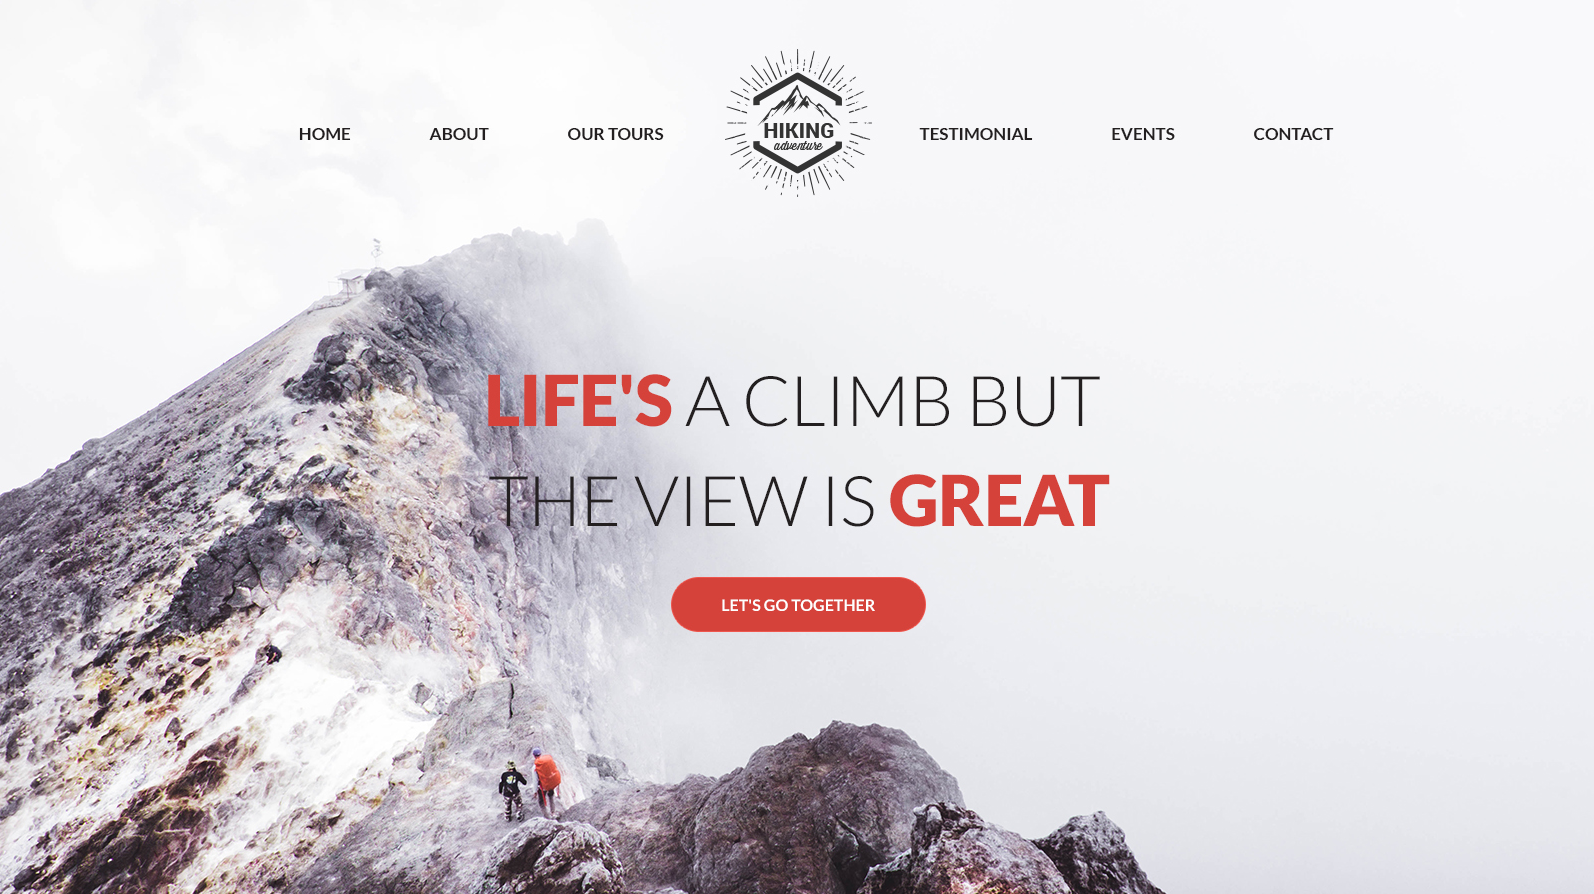 HOME ABOUT OUR TOURS HIKING TESTIMONIAL EVENTS CONTACT
adventure
LIFE'S A CLIMB BUT
THE VIEW IS GREAT
LET'S GO TOGETHER